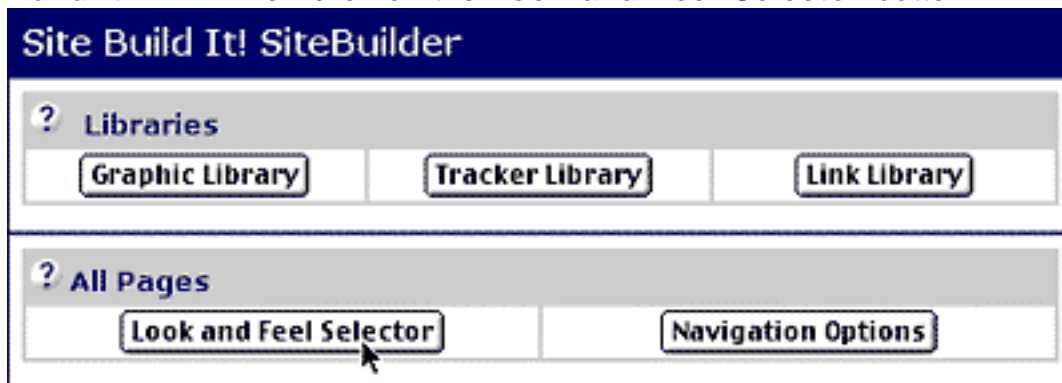 Site Build It! SiteBuilder
? Libraries
Graphic Library Tracker Library Link Library
? All Pages
Look and Feel Selector Navigation Options